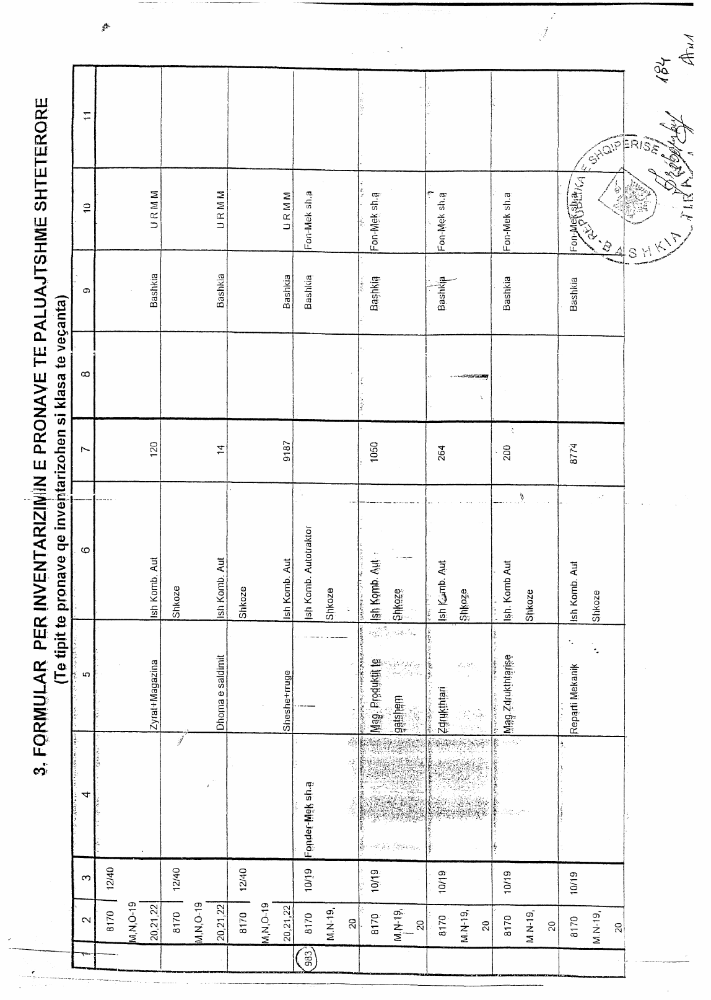 3. FORMULAR PER INVENTARIZIMIN E PRONAVE TE PALUAJTSHME SHTETERORE
(Te tipit te pronave qe inventarizohen si klasa te veçanta)
1 2 3 4 5 6 7 8 9 10 11
8170 12/40
M,N,O-19
20,21,22 Zyrat+Magazina Ish Komb. Aut 120 Bashkia U R M M
8170 12/40 Shkoze
M,N,O-19
20,21,22 Dhoma e saldimit Ish Komb. Aut 14 Bashkia U R M M
8170 12/40 Shkoze
M,N,O-19
20,21,22 Sheshe+rruge Ish Komb. Aut 9187 Bashkia U R M M
983 8170 10/19 Fonder-Mek sh.a Ish Komb. Autotraktor Bashkia Fon-Mek sh.a
M.N-19, Shkoze
20
8170 10/19 Mag. Produktit te Ish Komb. Aut 1050 Bashkia Fon-Mek sh.a
M.N-19, gatshem Shkoze
20
8170 10/19 Zdrukthtari Ish Komb. Aut 264 Bashkia Fon-Mek sh.a
M.N-19, Shkoze
20
8170 10/19 Mag.Zdrukhtarise Ish. Komb Aut 200 Bashkia Fon-Mek sh.a
M.N-19, Shkoze
20
8170 10/19 Reparti Mekanik Ish Komb. Aut 8774 Bashkia Fon-Mek sh.a
M.N-19, Shkoze
20
REPUBLIKA E SHQIPERISE
BASHKIA TIRANE
184